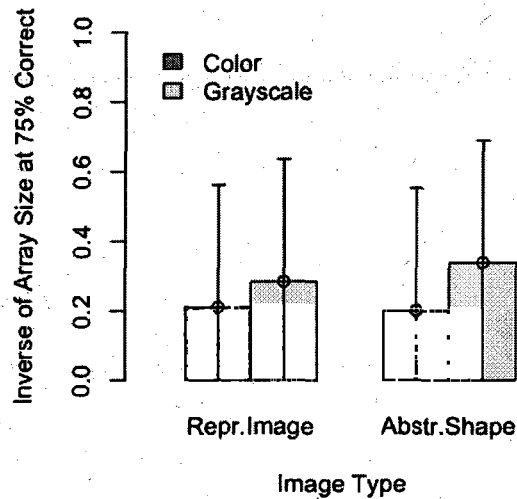 Inverse of Array Size at 75% Correct
1.0
0.8
0.6
0.4
0.2
0.0
Color
Grayscale
Repr.Image
Abstr.Shape
Image Type